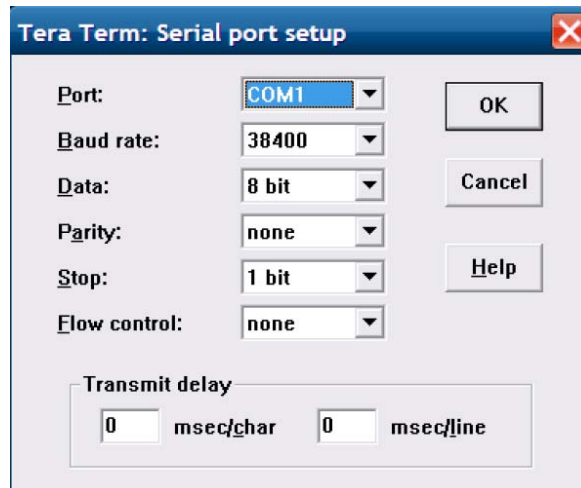 Tera Term: Serial port setup
Port: COM1
OK
Baud rate: 38400
Data: 8 bit
Cancel
Parity: none
Stop: 1 bit
Help
Flow control: none
Transmit delay
0 msec/char 0 msec/line